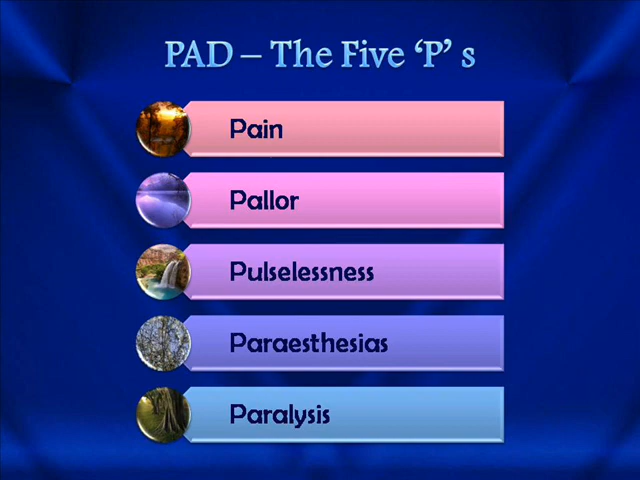 PAD – The Five ‘P’ s
Pain
Pallor
Pulselessness
Paraesthesias
Paralysis